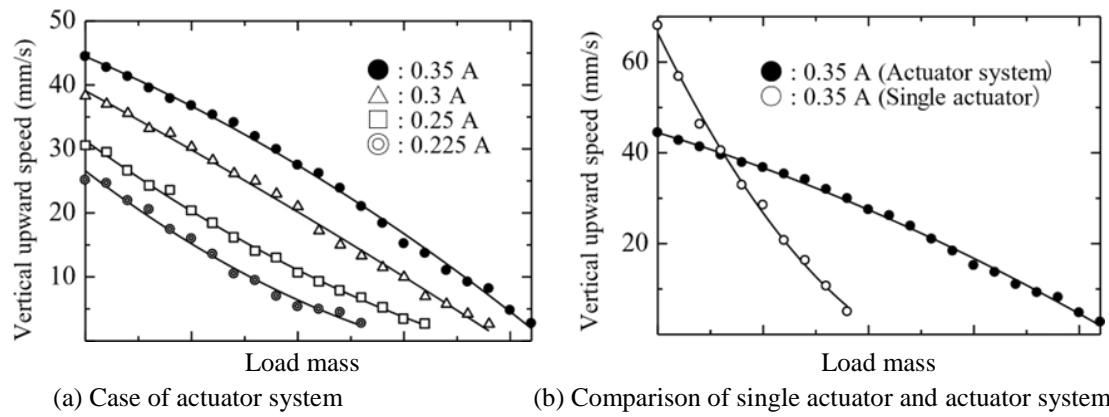 50
40
30
20
10
Vertical upward speed (mm/s)
: 0.35 A
: 0.3 A
: 0.25 A
: 0.225 A
Load mass
(a) Case of actuator system
60
40
20
Vertical upward speed (mm/s)
: 0.35 A (Actuator system)
: 0.35 A (Single actuator)
Load mass
(b) Comparison of single actuator and actuator system